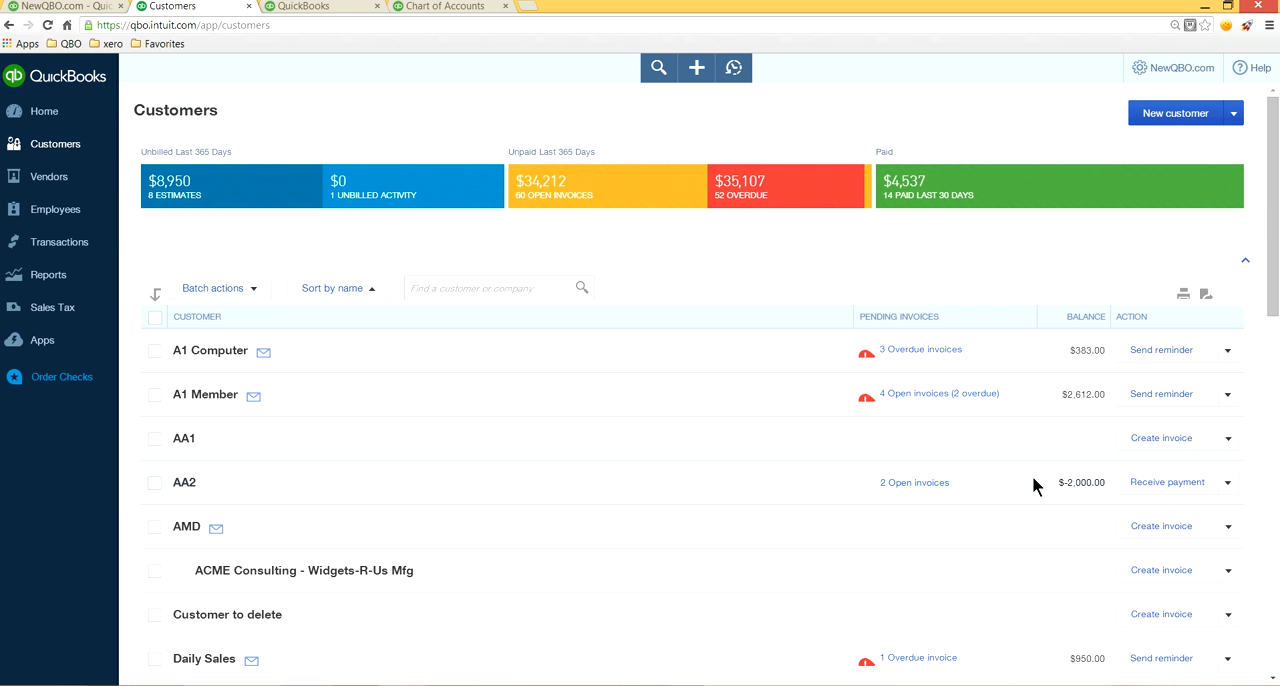 NewQBO.com - Quic
Customers
QuickBooks
Chart of Accounts
https://qbo.intuit.com/app/customers
Apps QBO xero Favorites
qb QuickBooks
NewQBO.com
? Help
Home
Customers
Vendors
Employees
Transactions
Reports
Sales Tax
Apps
Order Checks
Customers
New customer
Unbilled Last 365 Days
Unpaid Last 365 Days
Paid
$8,950
8 ESTIMATES
$0
1 UNBILLED ACTIVITY
$34,212
60 OPEN INVOICES
$35,107
52 OVERDUE
$4,537
14 PAID LAST 30 DAYS
Batch actions
Sort by name
Find a customer or company
CUSTOMER PENDING INVOICES BALANCE ACTION
A1 Computer 3 Overdue invoices $383.00 Send reminder
A1 Member 4 Open invoices (2 overdue) $2,612.00 Send reminder
AA1 Create invoice
AA2 2 Open invoices $-2,000.00 Receive payment
AMD Create invoice
ACME Consulting - Widgets-R-Us Mfg Create invoice
Customer to delete Create invoice
Daily Sales 1 Overdue invoice $950.00 Send reminder